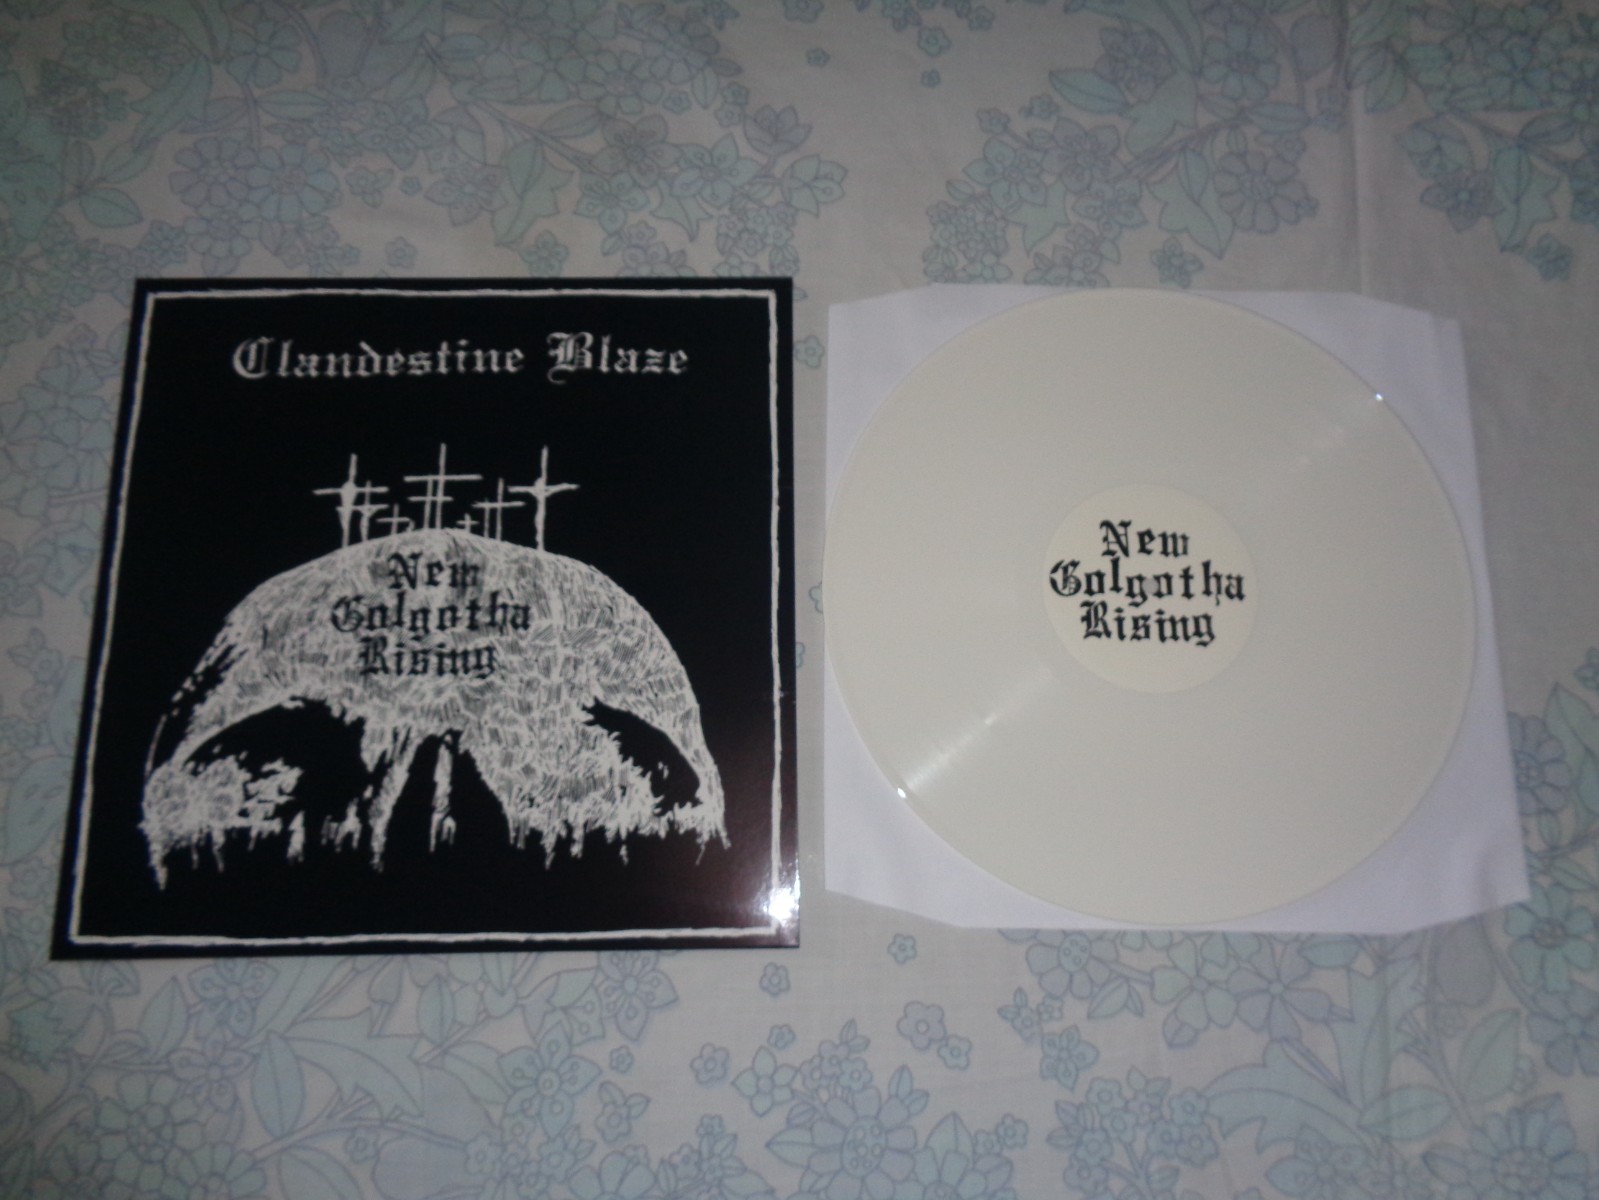 Clandestine Blaze
New
Golgotha
Rising
New
Golgotha
Rising